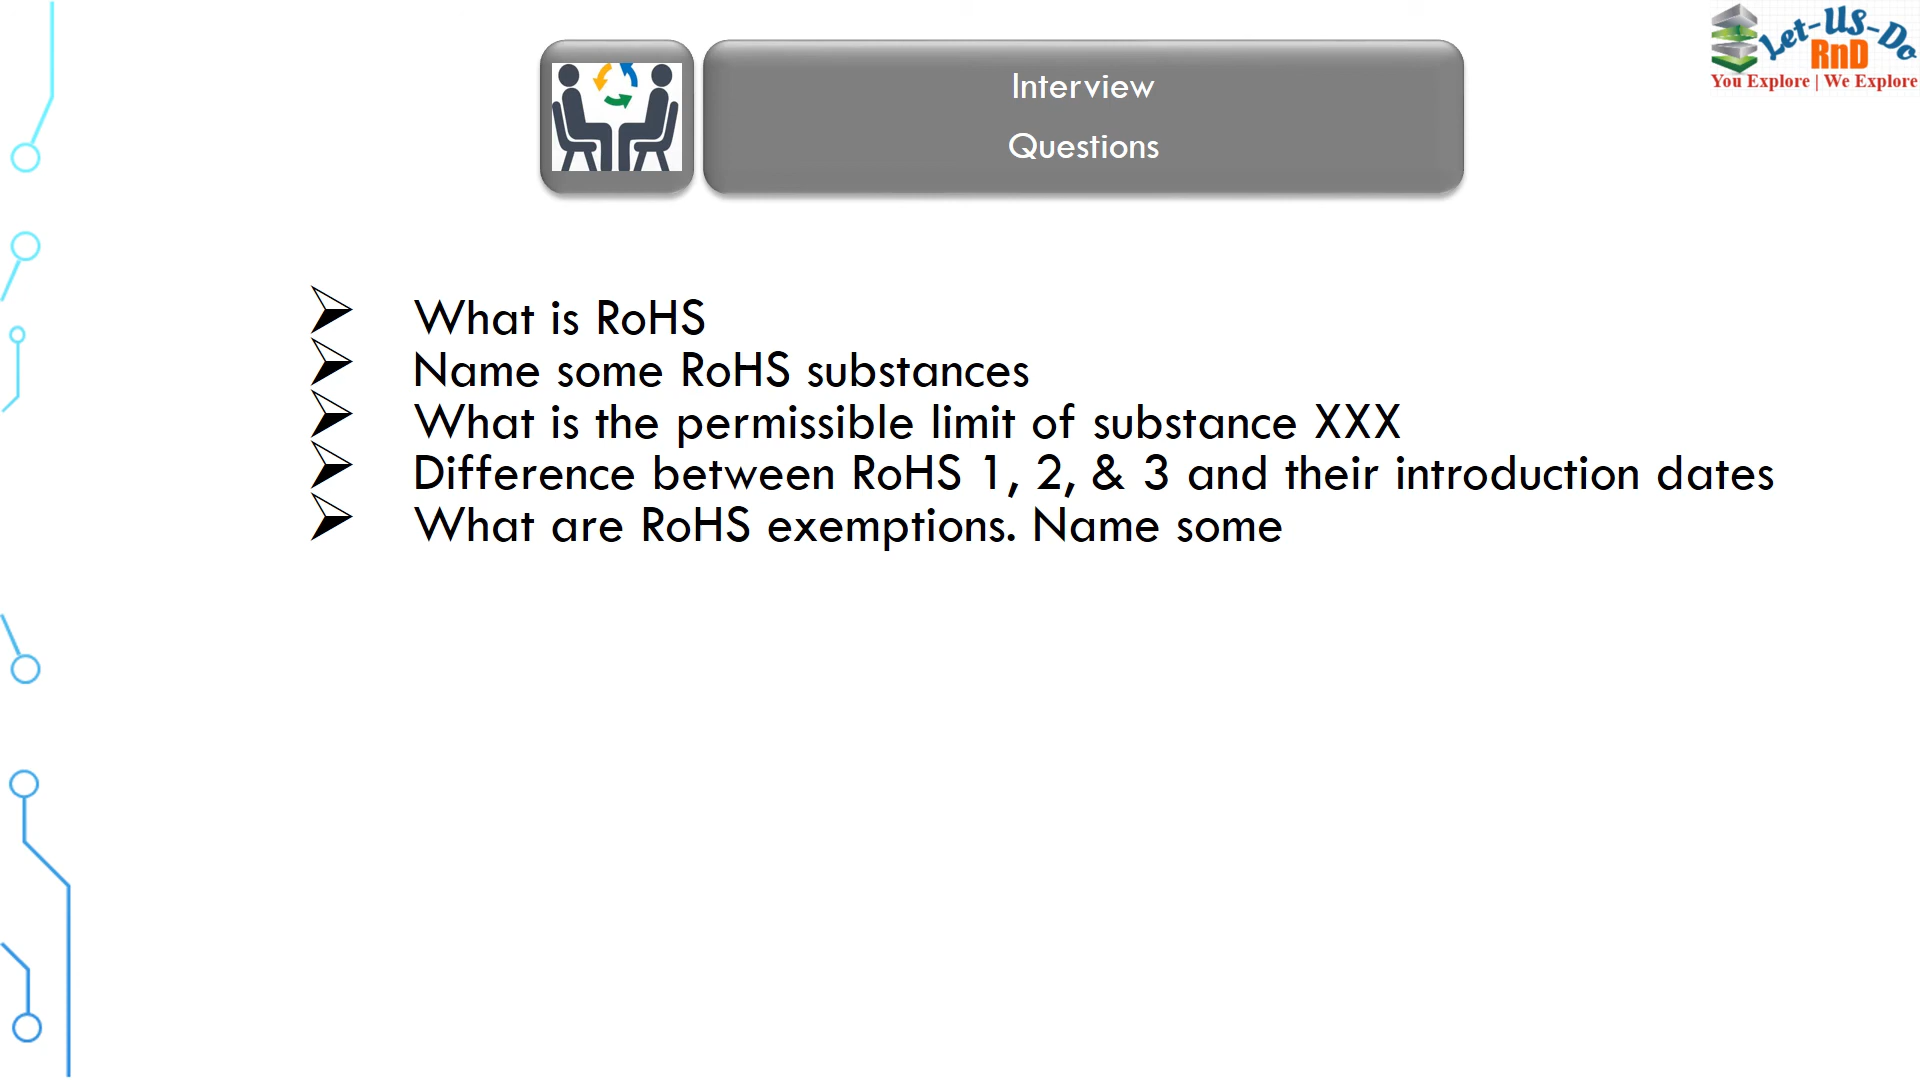 Let-Us-Do
RnD
You Explore | We Explore
Interview
Questions
What is RoHS
Name some RoHS substances
What is the permissible limit of substance XXX
Difference between RoHS 1, 2, & 3 and their introduction dates
What are RoHS exemptions. Name some